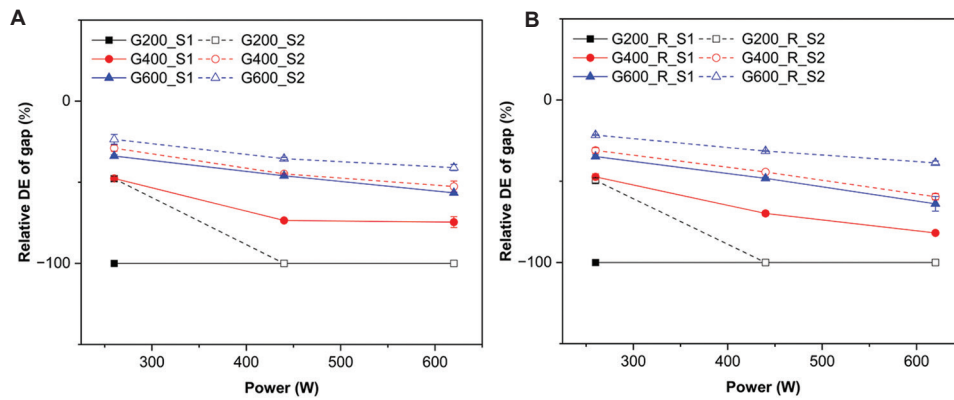 A
G200_S1 G200_S2
G400_S1 G400_S2
G600_S1 G600_S2
Relative DE of gap (%)
0
−100
300 400 500 600
Power (W)
B
G200_R_S1 G200_R_S2
G400_R_S1 G400_R_S2
G600_R_S1 G600_R_S2
Relative DE of gap (%)
0
−100
300 400 500 600
Power (W)